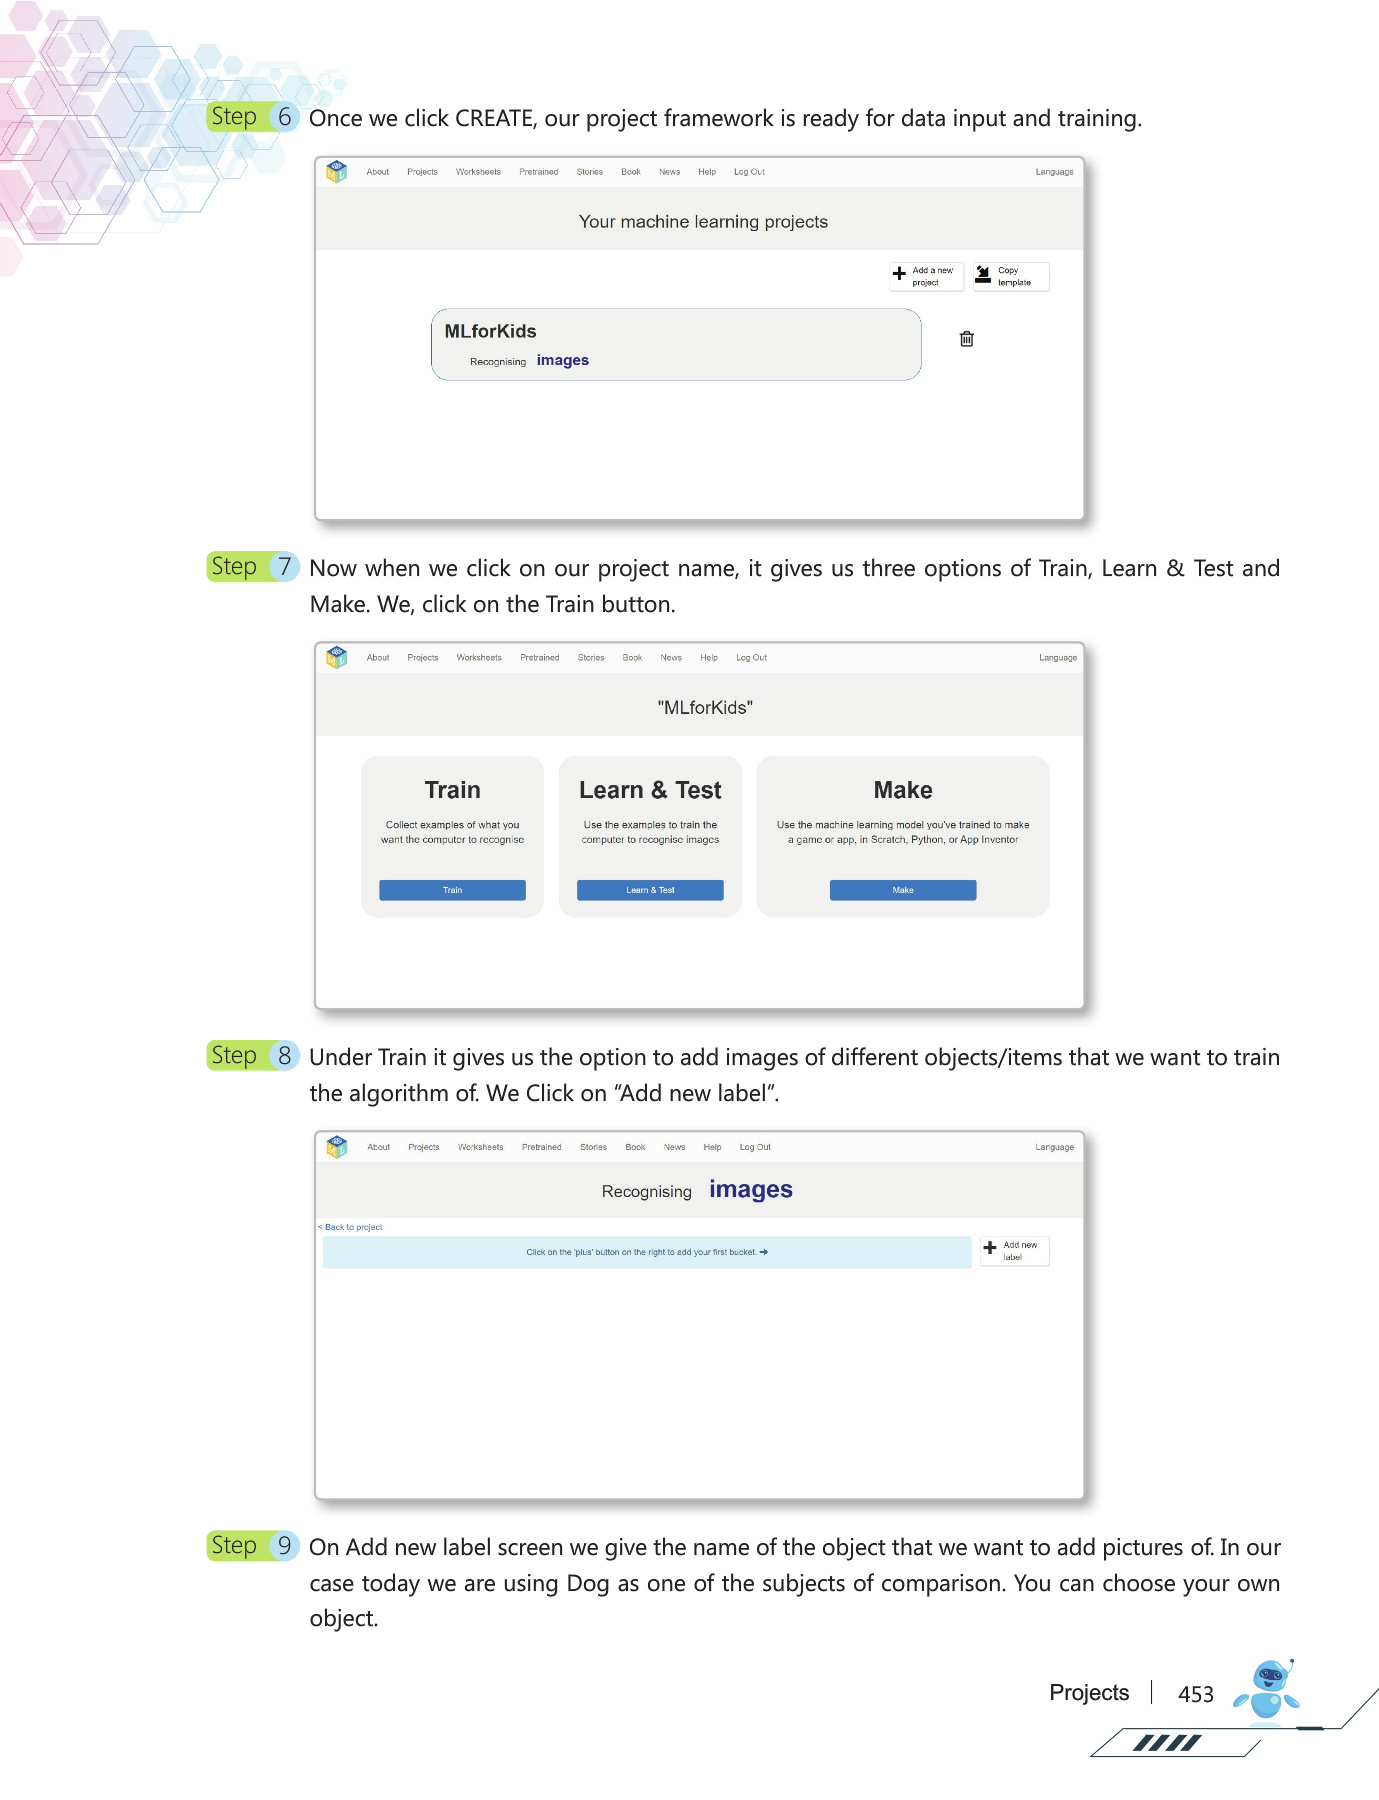 Step 6 Once we click CREATE, our project framework is ready for data input and training.
About Projects Worksheets Pretrained Stories Book News Help Log Out Language
Your machine learning projects
Add a new project
Copy template
MLforKids
Recognising images
Step 7 Now when we click on our project name, it gives us three options of Train, Learn & Test and
Make. We, click on the Train button.
About Projects Worksheets Pretrained Stories Book News Help Log Out Language
"MLforKids"
Train
Collect examples of what you
want the computer to recognise
Train
Learn & Test
Use the examples to train the
computer to recognise images
Learn & Test
Make
Use the machine learning model you've trained to make
a game or app, in Scratch, Python, or App Inventor
Make
Step 8 Under Train it gives us the option to add images of different objects/items that we want to train
the algorithm of. We Click on “Add new label”.
About Projects Worksheets Pretrained Stories Book News Help Log Out Language
Recognising images
< Back to project
Click on the 'plus' button on the right to add your first bucket.
Add new
label
Step 9 On Add new label screen we give the name of the object that we want to add pictures of. In our
case today we are using Dog as one of the subjects of comparison. You can choose your own
object.
Projects 453